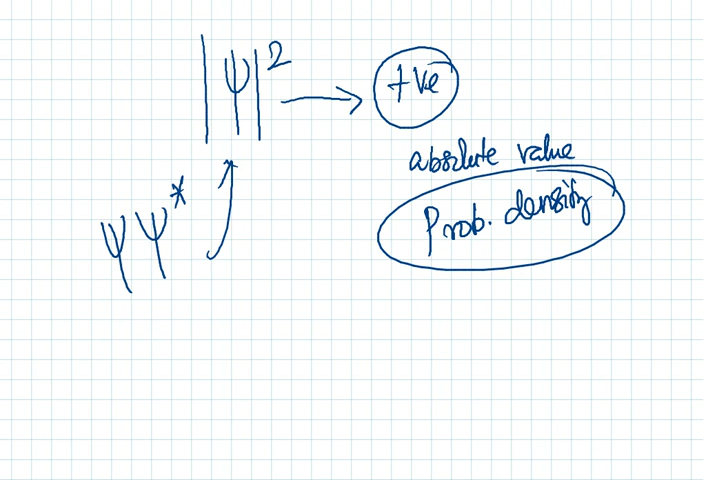 |ψ|² → +ve
absolute value
ψψ*
Prob. density